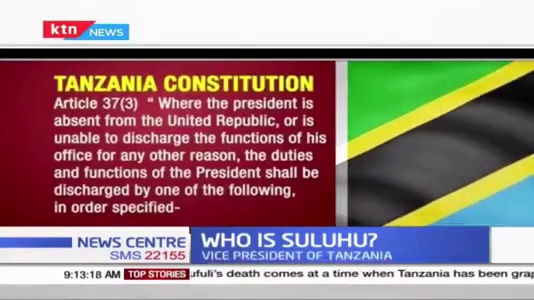 ktn NEWS
TANZANIA CONSTITUTION
Article 37(3) " Where the president is
absent from the United Republic, or is
unable to discharge the functions of his
office for any other reason, the duties
and functions of the President shall be
discharged by one of the following,
in order specified-
NEWS CENTRE
SMS 22155
WHO IS SULUHU?
VICE PRESIDENT OF TANZANIA
9:13:18 AM TOP STORIES ufuli's death comes at a time when Tanzania has been grap